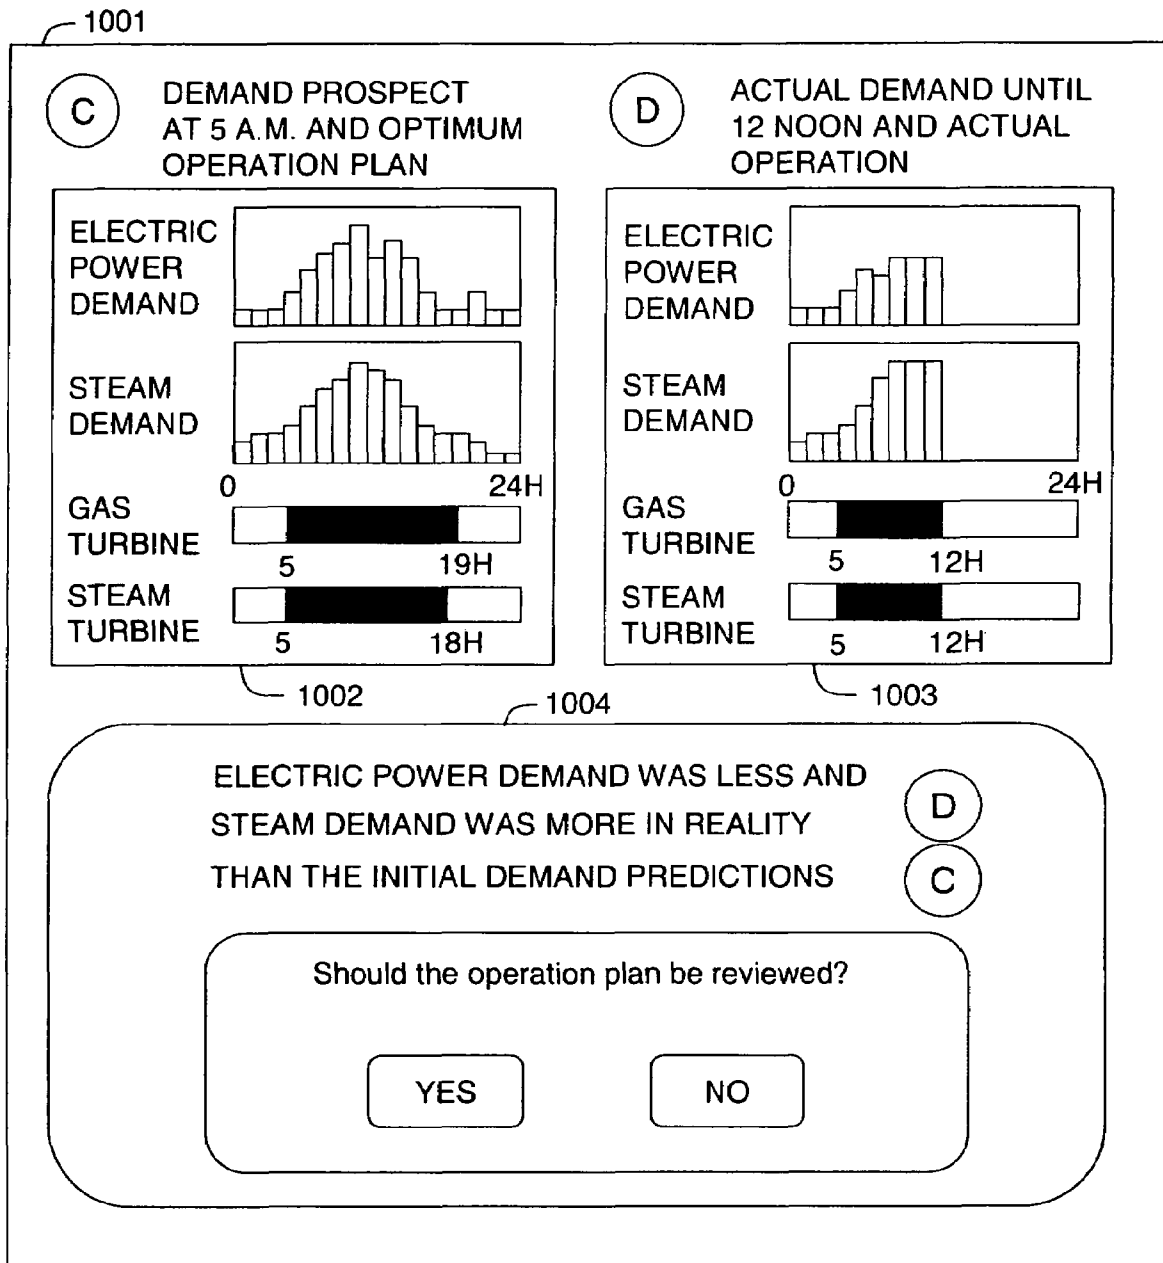 1001
C
DEMAND PROSPECT
AT 5 A.M. AND OPTIMUM
OPERATION PLAN
ELECTRIC
POWER
DEMAND
STEAM
DEMAND
0
24H
GAS
TURBINE
5
19H
STEAM
TURBINE
5
18H
1002
D
ACTUAL DEMAND UNTIL
12 NOON AND ACTUAL
OPERATION
ELECTRIC
POWER
DEMAND
STEAM
DEMAND
0
24H
GAS
TURBINE
5
12H
STEAM
TURBINE
5
12H
1003
1004
ELECTRIC POWER DEMAND WAS LESS AND
STEAM DEMAND WAS MORE IN REALITY
THAN THE INITIAL DEMAND PREDICTIONS
D
C
Should the operation plan be reviewed?
YES
NO